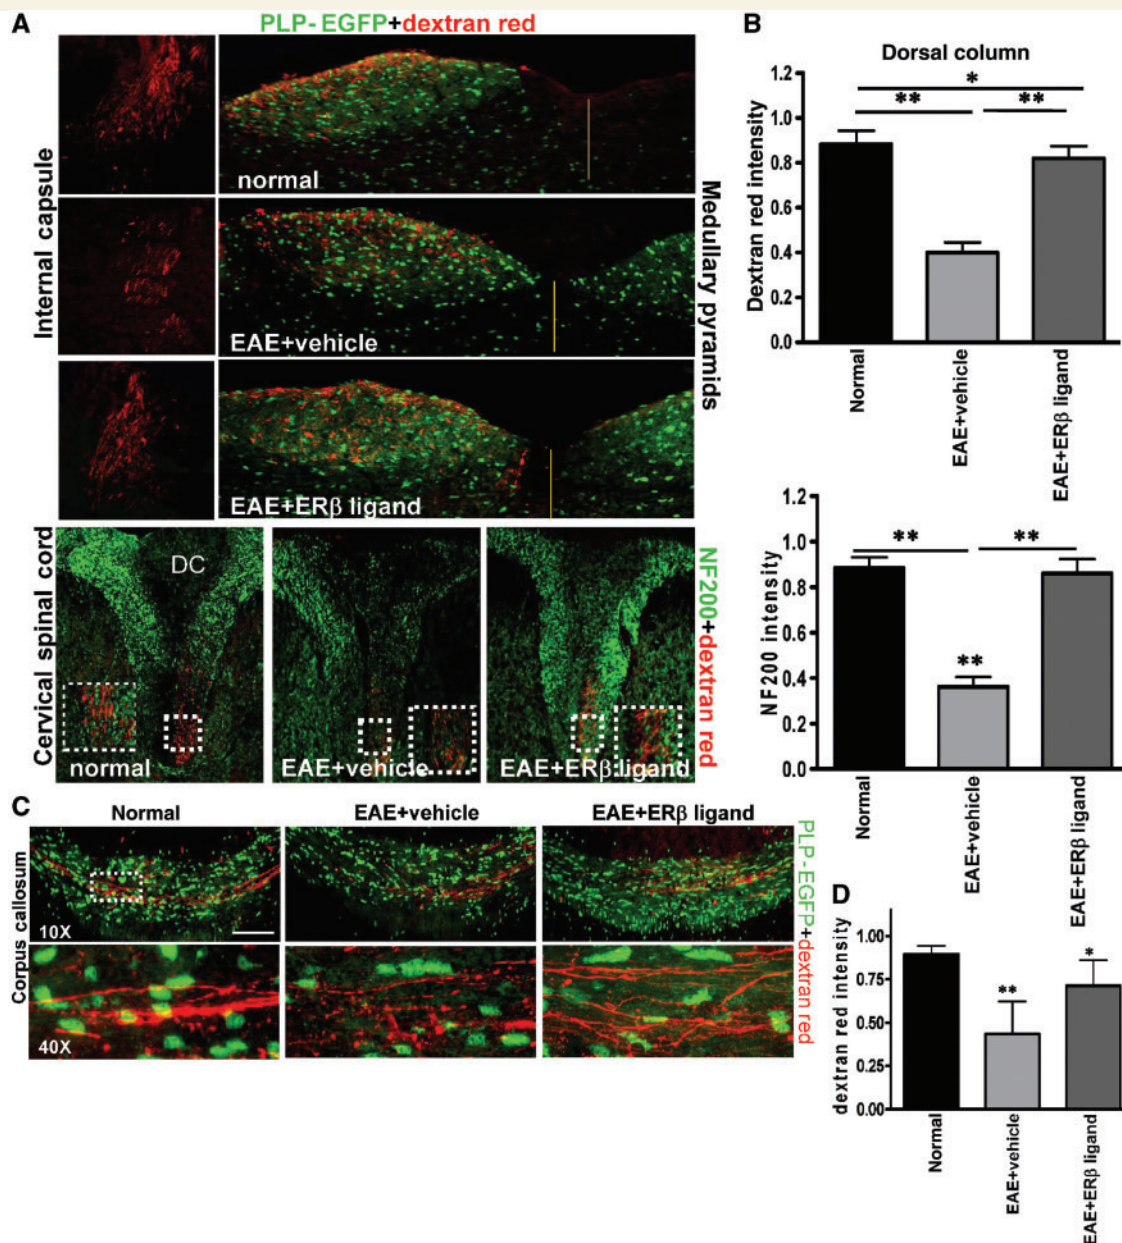 A
PLP-EGFP+dextran red
Internal capsule
normal
EAE+vehicle
EAE+ERβ ligand
Medullary pyramids
Cervical spinal cord
DC
normal
EAE+vehicle
EAE+ERβ ligand
NF200+dextran red
B
Dorsal column
Dextran red intensity
1.2
1.0
0.8
0.6
0.4
0.2
0.0
*
** **
Normal
EAE+vehicle
EAE+ERβ ligand
NF200 intensity
1.2
1.0
0.8
0.6
0.4
0.2
0.0
** **
**
Normal
EAE+vehicle
EAE+ERβ ligand
C
Normal EAE+vehicle EAE+ERβ ligand
Corpus callosum
10X
40X
PLP-EGFP+dextran red
D
dextran red intensity
1.00
0.75
0.50
0.25
0.00
**
*
Normal
EAE+vehicle
EAE+ERβ ligand